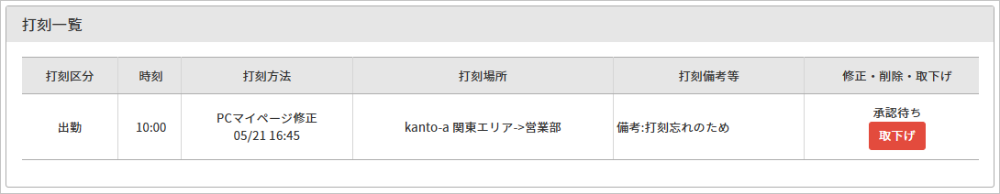 打刻一覧
打刻区分 時刻 打刻方法 打刻場所 打刻備考等 修正・削除・取下げ
出勤 10:00 PCマイページ修正 kanto-a 関東エリア->営業部 備考:打刻忘れのため 承認待ち
05/21 16:45 取下げ